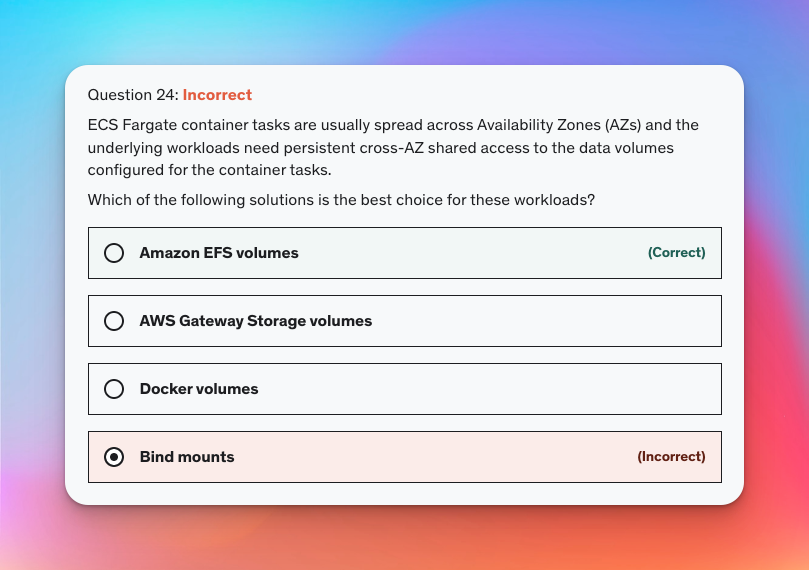 Question 24: Incorrect
ECS Fargate container tasks are usually spread across Availability Zones (AZs) and the
underlying workloads need persistent cross-AZ shared access to the data volumes
configured for the container tasks.
Which of the following solutions is the best choice for these workloads?
Amazon EFS volumes (Correct)
AWS Gateway Storage volumes
Docker volumes
Bind mounts (Incorrect)